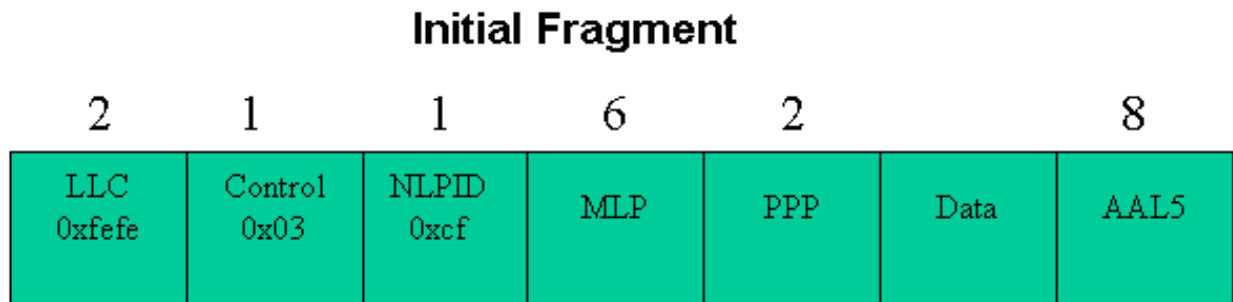 Initial Fragment
2 1 1 6 2 8
LLC Control NLPID MLP PPP Data AAL5
0xfefe 0x03 0xcf